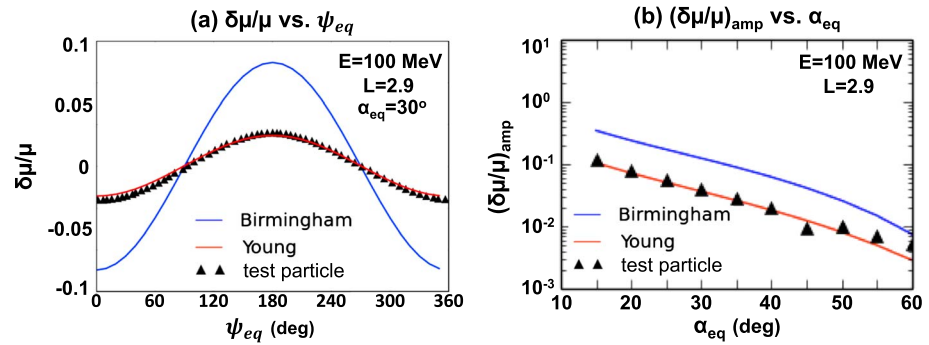 (a) δμ/μ vs. ψeq
0.1
0.05
0
-0.05
-0.1
δμ/μ
E=100 MeV
L=2.9
αeq=30°
Birmingham
Young
test particle
0 60 120 180 240 300 360
ψeq (deg)
(b) (δμ/μ)amp vs. αeq
10¹
10⁰
10⁻¹
10⁻²
10⁻³
(δμ/μ)amp
E=100 MeV
L=2.9
Birmingham
Young
test particle
10 20 30 40 50 60
αeq (deg)